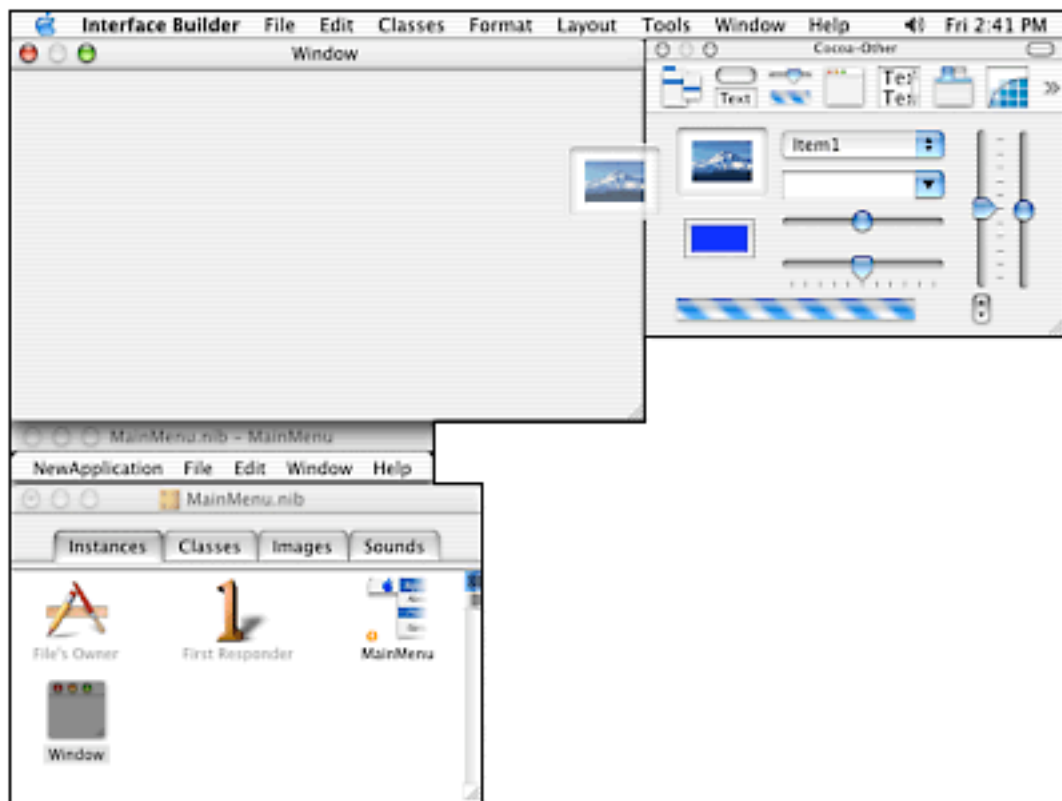 Interface Builder File Edit Classes Format Layout Tools Window Help Fri 2:41 PM
Window
Cocoa-Other
Text
Item1
MainMenu.nib - MainMenu
NewApplication File Edit Window Help
MainMenu.nib
Instances Classes Images Sounds
File's Owner First Responder MainMenu
Window